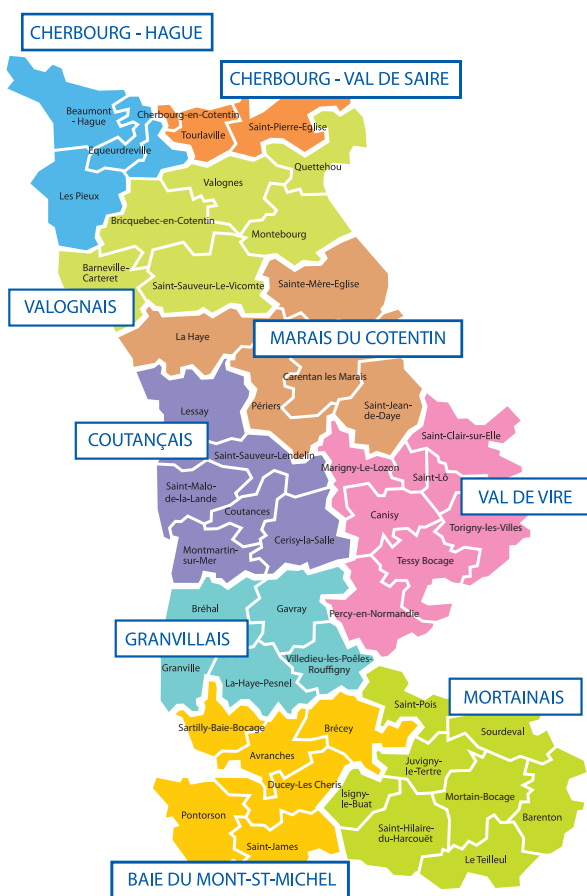 CHERBOURG - HAGUE
CHERBOURG - VAL DE SAIRE
Beaumont
-Hague
Cherbourg-en-Cotentin
Tourlaville
Saint-Pierre-Eglise
Equeurdreville
Quettehou
Valognes
Les Pieux
Bricquebec-en-Cotentin
Montebourg
Barneville-
Carteret
Saint-Sauveur-Le-Vicomte
Sainte-Mère-Eglise
VALOGNAIS
La Haye
MARAIS DU COTENTIN
Carentan les Marais
Périers
Saint-Jean-
de-Daye
Lessay
COUTANÇAIS
Saint-Clair-sur-Elle
Saint-Sauveur-Lendelin
Marigny-Le-Lozon
Saint-Lô
Saint-Malo-
de-la-Lande
VAL DE VIRE
Coutances
Canisy
Torigny-les-Villes
Cerisy-la-Salle
Montmartin-
sur-Mer
Tessy Bocage
Bréhal
Gavray
Percy-en-Normandie
GRANVILLAIS
Granville
Villedieu-les-Poêles-
Rouffigny
La-Haye-Pesnel
MORTAINAIS
Saint-Pois
Sartilly-Baie-Bocage
Brécey
Sourdeval
Avranches
Juvigny-
le-Tertre
Ducey-Les Cheris
Isigny-
le-Buat
Mortain-Bocage
Pontorson
Barenton
Saint-Hilaire-
du-Harcouët
Saint-James
Le Teilleul
BAIE DU MONT-ST-MICHEL